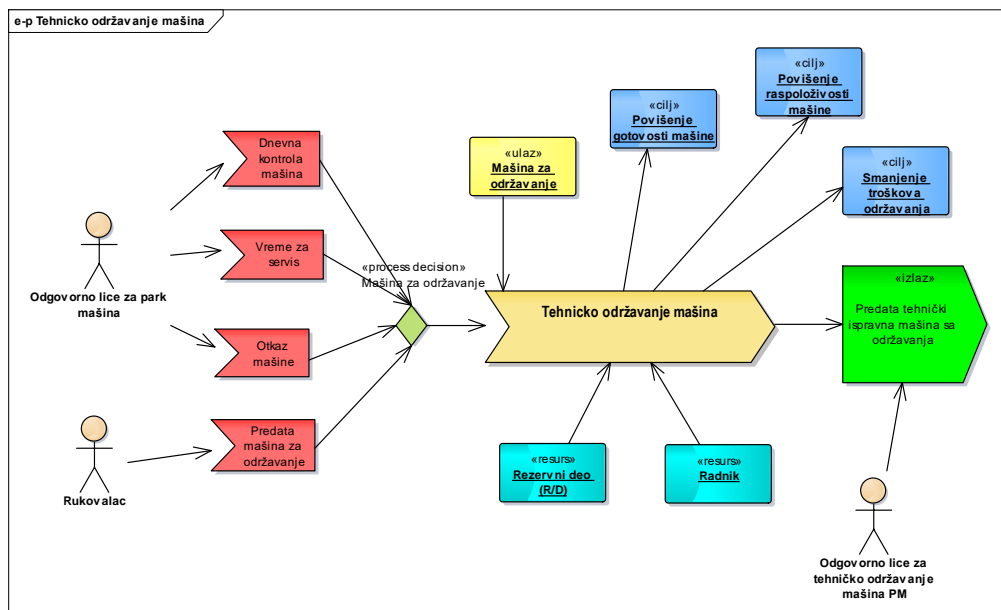 e-p Tehnicko održavanje mašina
«cilj»
Povišenje
raspoloživosti
mašine
«cilj»
Povišenje
gotovosti mašine
Dnevna
kontrola
mašina
«ulaz»
Mašina za
održavanje
«cilj»
Smanjenje
troškova
održavanja
Vreme za
servis
Odgovorno lice za park
mašina
«process decision»
Mašina za održavanje
Tehnicko održavanje mašina
«izlaz»
Predata tehnički
ispravna mašina sa
održavanja
Otkaz
mašine
Predata
mašina za
održavanje
Rukovalac
«resurs»
Rezervni deo
(R/D)
«resurs»
Radnik
Odgovorno lice za
tehničko održavanje
mašina PM